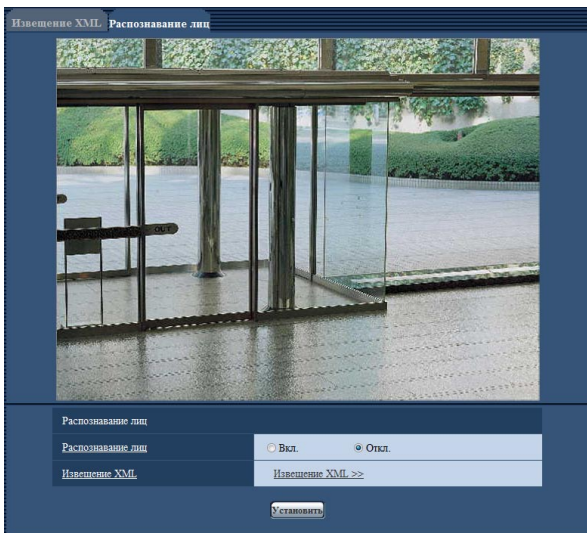 Извещение XML Распознавание лиц
OUT
Распознавание лиц
Распознавание лиц Вкл. Откл.
Извещение XML Извещение XML >>
Установить